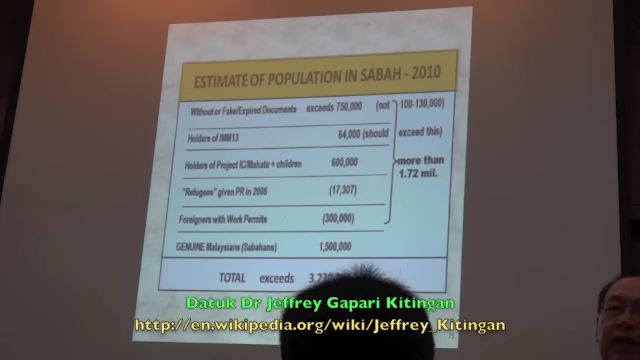 ESTIMATE OF POPULATION IN SABAH - 2010
Without or Fake/Expired Documents exceeds 750,000 (not 100-130,000)
Holders of IMM13 64,000 (should exceed this)
Holders of Project IC/Mahatir + children 600,000
more than
1.72 mil.
"Refugees" given PR in 2006 (17,307)
Foreigners with Work Permits (300,000)
GENUINE Malaysians (Sabahans) 1,500,000
TOTAL exceeds
Datuk Dr Jeffrey Gapari Kitingan
http://en.wikipedia.org/wiki/Jeffrey_Kitingan